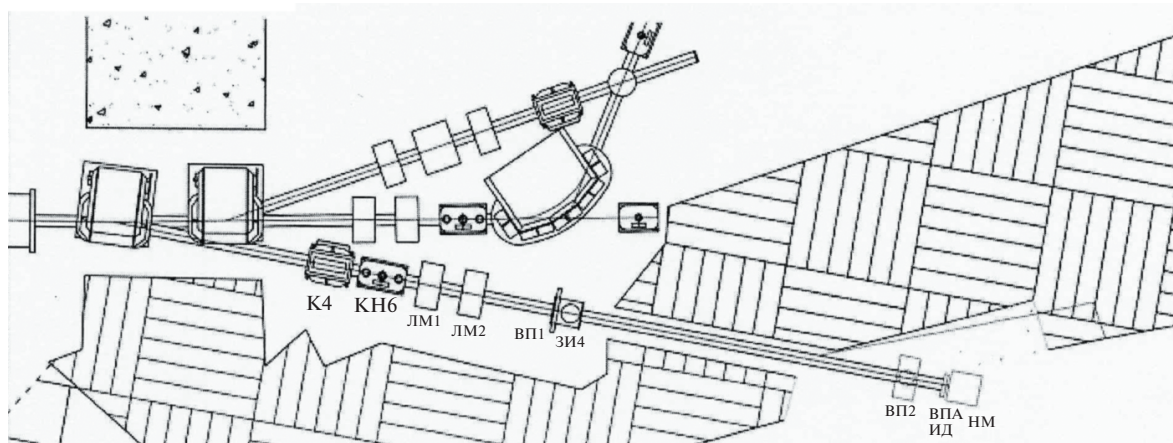 К4
КН6
ЛМ1
ЛМ2
ВП1
ЗИ4
ВП2
ВПА
ИД
НМ